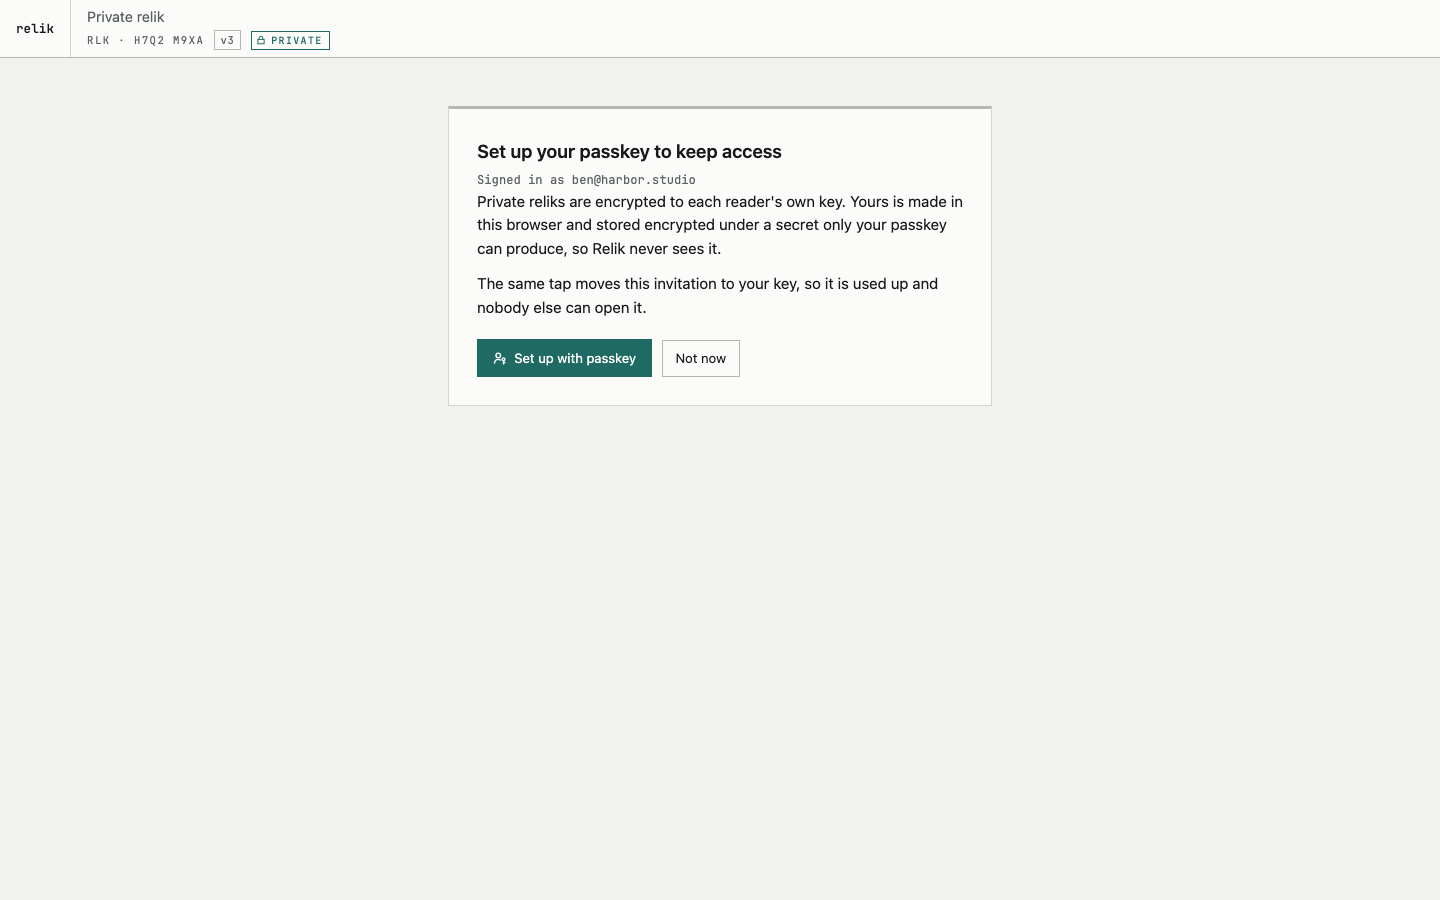 relik
Private relik
RLK · H7Q2 M9XA v3 PRIVATE
Set up your passkey to keep access
Signed in as ben@harbor.studio
Private reliks are encrypted to each reader's own key. Yours is made in
this browser and stored encrypted under a secret only your passkey
can produce, so Relik never sees it.
The same tap moves this invitation to your key, so it is used up and
nobody else can open it.
Set up with passkey Not now